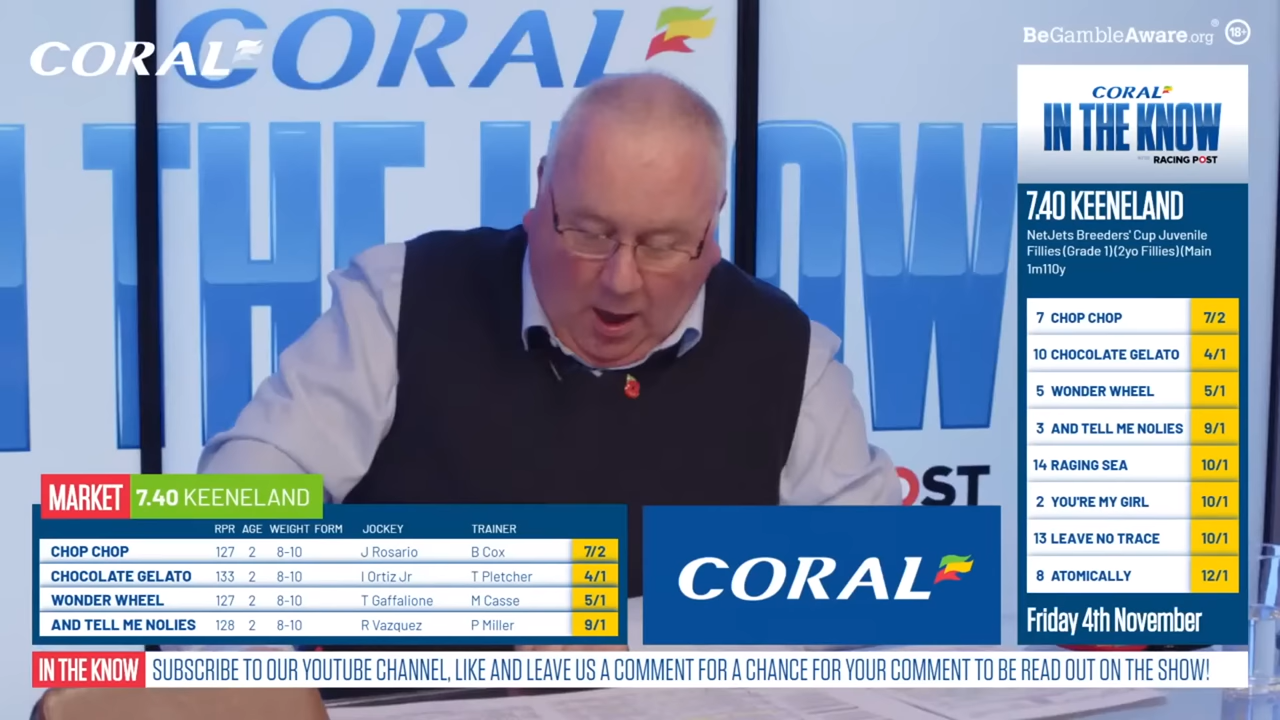 CORAL
CORAL
THE KNOW
POST
BeGambleAware.org® 18+
CORAL
IN THE KNOW
WITH RACING POST
7.40 KEENELAND
NetJets Breeders' Cup Juvenile
Fillies (Grade 1)(2yo Fillies)(Main
1m110y
7 CHOP CHOP 7/2
10 CHOCOLATE GELATO 4/1
5 WONDER WHEEL 5/1
3 AND TELL ME NOLIES 9/1
14 RAGING SEA 10/1
2 YOU'RE MY GIRL 10/1
13 LEAVE NO TRACE 10/1
8 ATOMICALLY 12/1
Friday 4th November
MARKET 7.40 KEENELAND
RPR AGE WEIGHT FORM JOCKEY TRAINER
CHOP CHOP 127 2 8-10 J Rosario B Cox 7/2
CHOCOLATE GELATO 133 2 8-10 I Ortiz Jr T Pletcher 4/1
WONDER WHEEL 127 2 8-10 T Gaffalione M Casse 5/1
AND TELL ME NOLIES 128 2 8-10 R Vazquez P Miller 9/1
CORAL
IN THE KNOW SUBSCRIBE TO OUR YOUTUBE CHANNEL, LIKE AND LEAVE US A COMMENT FOR A CHANCE FOR YOUR COMMENT TO BE READ OUT ON THE SHOW!